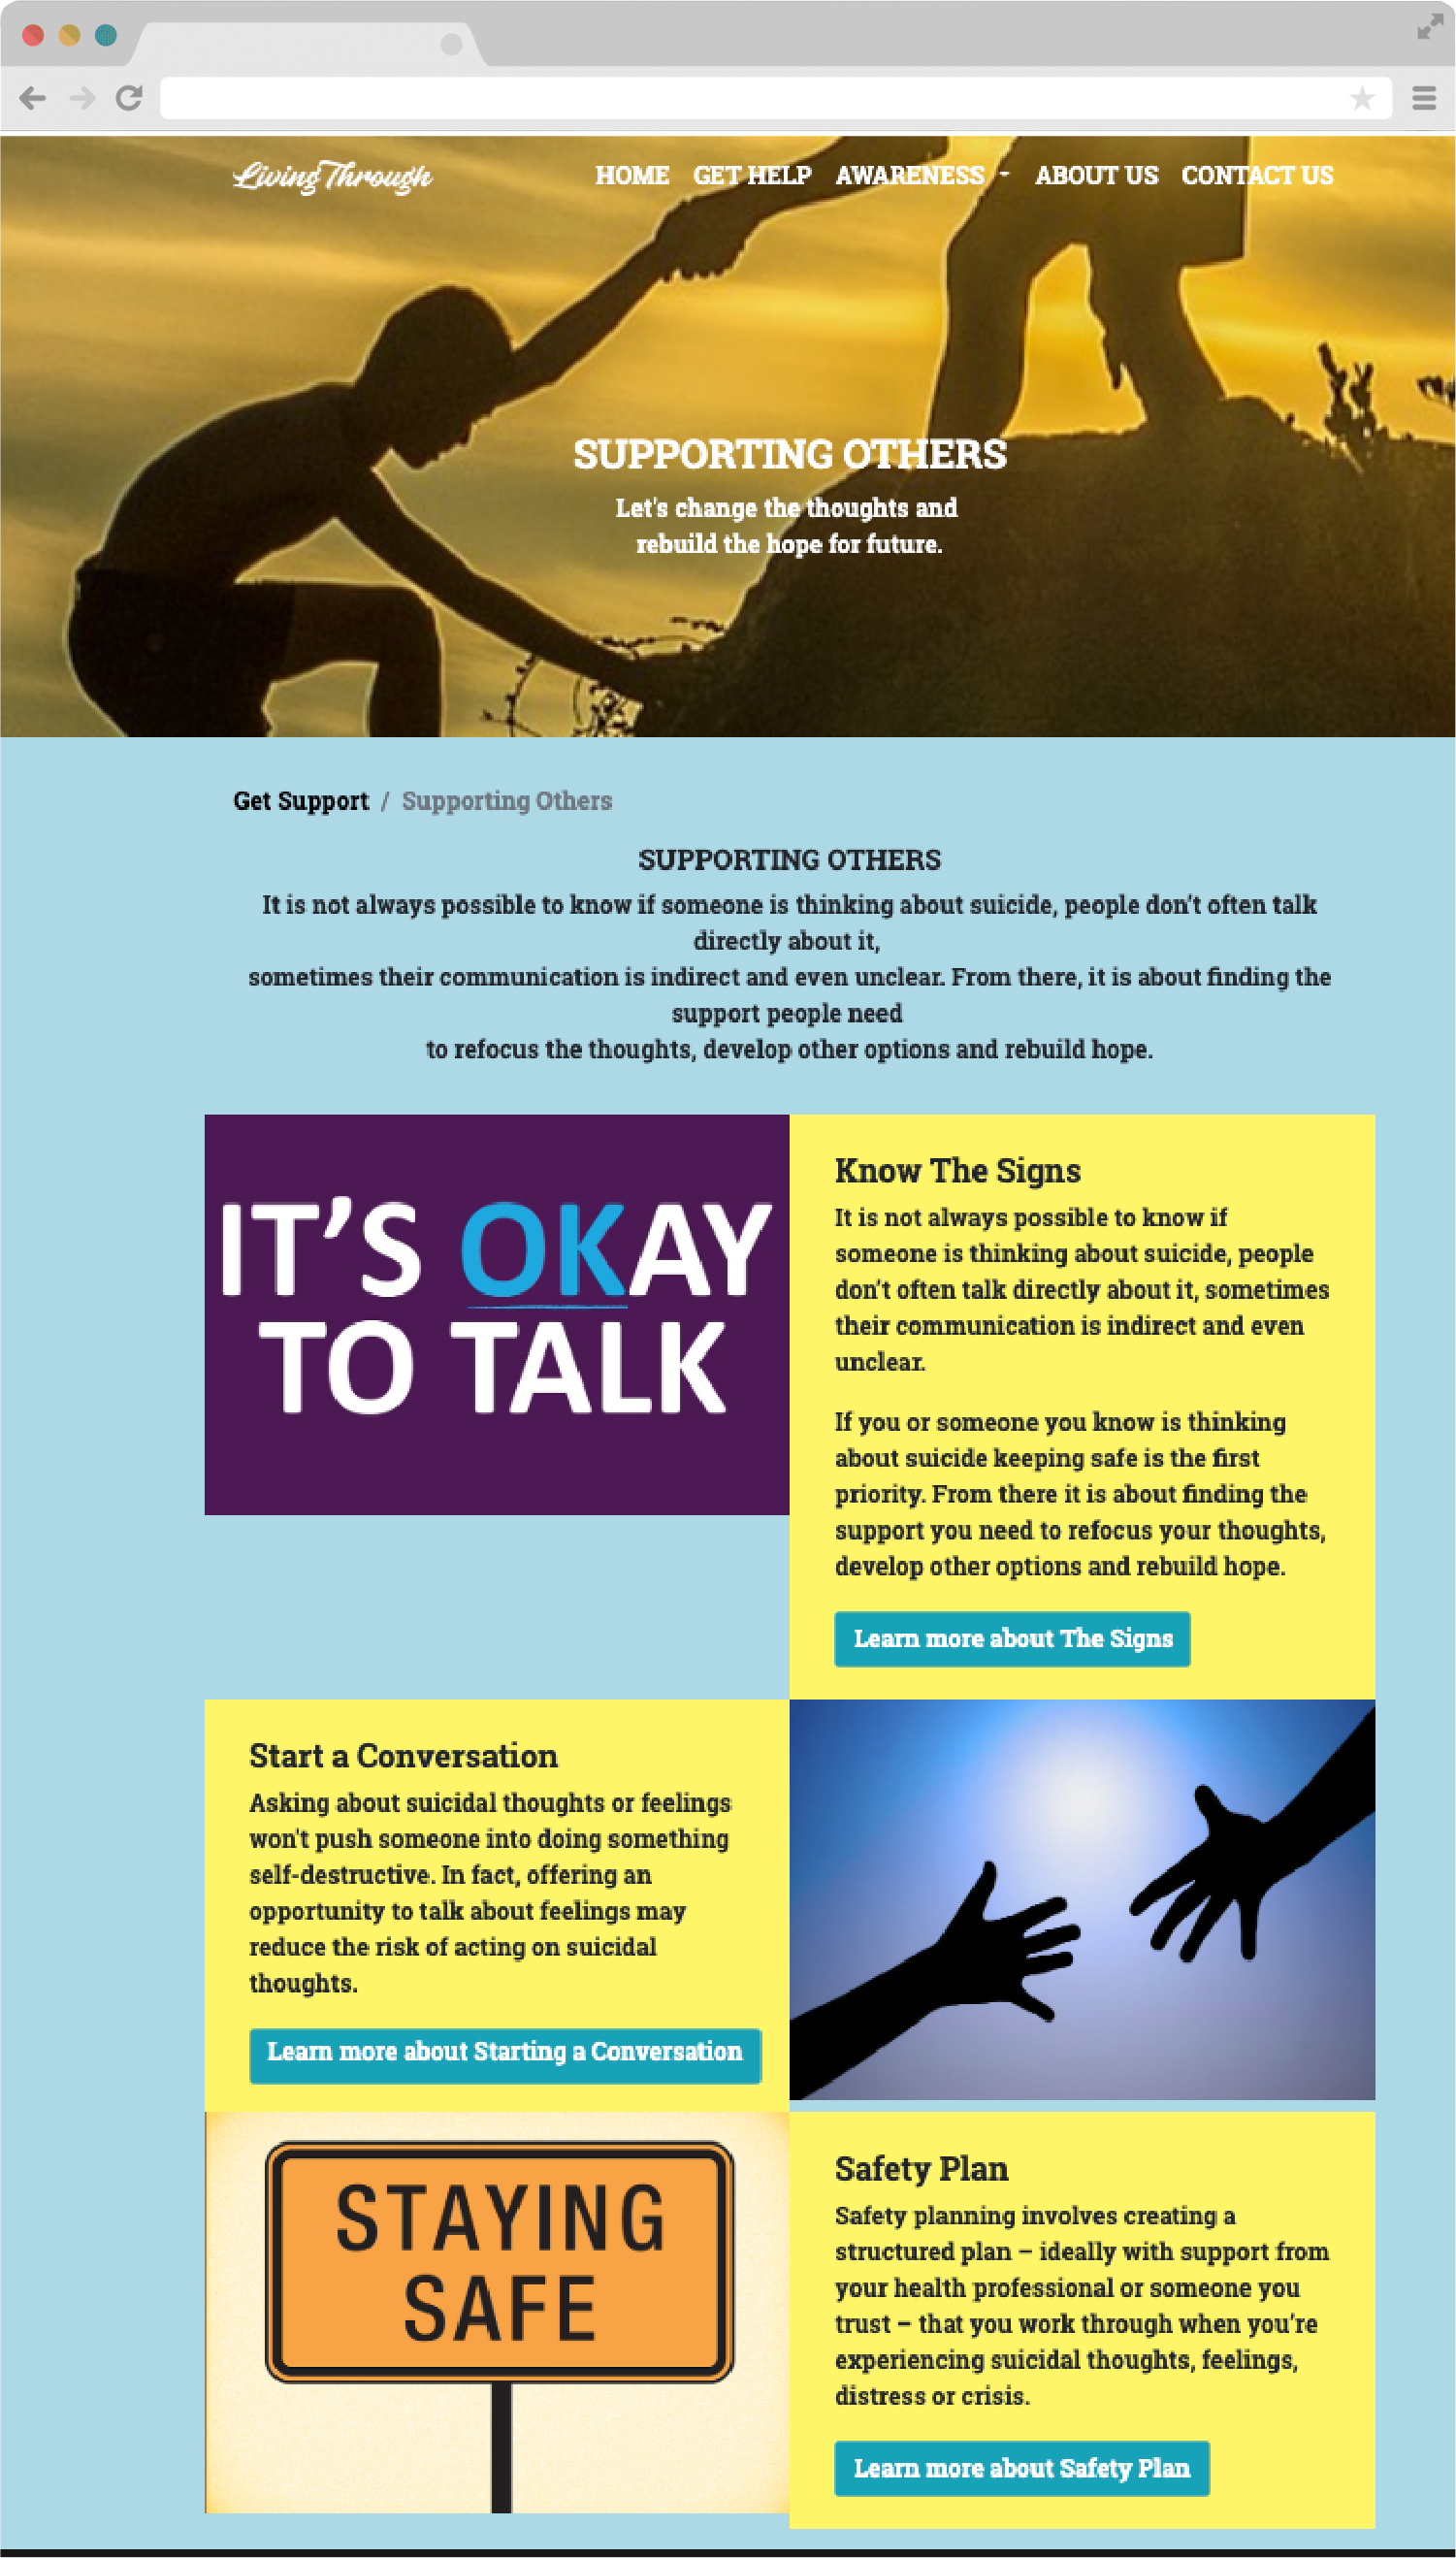 Living Through
HOME GET HELP AWARENESS ABOUT US CONTACT US
SUPPORTING OTHERS
Let's change the thoughts and
rebuild the hope for future.
Get Support / Supporting Others
SUPPORTING OTHERS
It is not always possible to know if someone is thinking about suicide, people don't often talk
directly about it,
sometimes their communication is indirect and even unclear. From there, it is about finding the
support people need
to refocus the thoughts, develop other options and rebuild hope.
IT'S OKAY
TO TALK
Know The Signs
It is not always possible to know if
someone is thinking about suicide, people
don't often talk directly about it, sometimes
their communication is indirect and even
unclear.
If you or someone you know is thinking
about suicide keeping safe is the first
priority. From there it is about finding the
support you need to refocus your thoughts,
develop other options and rebuild hope.
Learn more about The Signs
Start a Conversation
Asking about suicidal thoughts or feelings
won't push someone into doing something
self-destructive. In fact, offering an
opportunity to talk about feelings may
reduce the risk of acting on suicidal
thoughts.
Learn more about Starting a Conversation
STAYING
SAFE
Safety Plan
Safety planning involves creating a
structured plan – ideally with support from
your health professional or someone you
trust – that you work through when you're
experiencing suicidal thoughts, feelings,
distress or crisis.
Learn more about Safety Plan